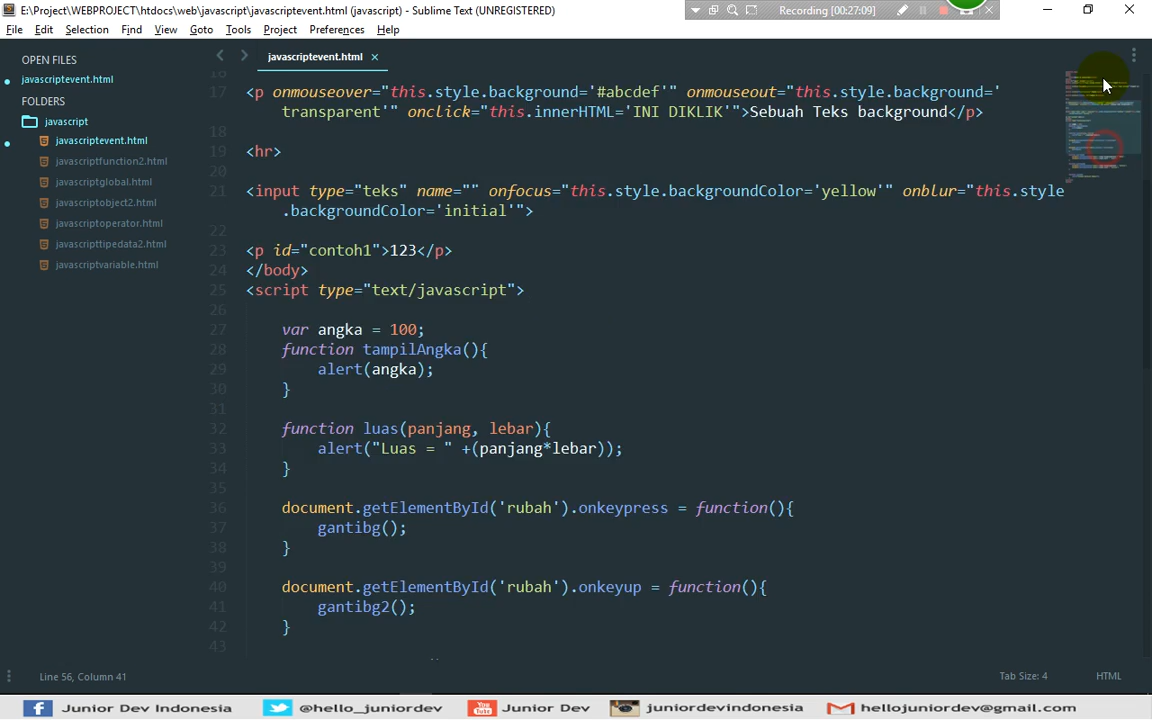 E:\Project\WEBPROJECT\htdocs\web\javascript\javascriptevent.html (javascript) - Sublime Text (UNREGISTERED)
Recording [00:27:09]
File Edit Selection Find View Goto Tools Project Preferences Help
OPEN FILES
javascriptevent.html
FOLDERS
javascript
javascriptevent.html
javascriptfunction2.html
javascriptglobal.html
javascriptobject2.html
javascriptoperator.html
javascripttipedata2.html
javascriptvariable.html
javascriptevent.html
16
17 <p onmouseover="this.style.background='#abcdef'" onmouseout="this.style.background='
transparent'" onclick="this.innerHTML='INI DIKLIK'">Sebuah Teks background</p>
18
19 <hr>
20
21 <input type="teks" name="" onfocus="this.style.backgroundColor='yellow'" onblur="this.style
.backgroundColor='initial'">
22
23 <p id="contoh1">123</p>
24 </body>
25 <script type="text/javascript">
26
27 var angka = 100;
28 function tampilAngka(){
29 alert(angka);
30 }
31
32 function luas(panjang, lebar){
33 alert("Luas = " +(panjang*lebar));
34 }
35
36 document.getElementById('rubah').onkeypress = function(){
37 gantibg();
38 }
39
40 document.getElementById('rubah').onkeyup = function(){
41 gantibg2();
42 }
43
Line 56, Column 41
Tab Size: 4
HTML
Junior Dev Indonesia
@hello_juniordev
Junior Dev
juniordevindonesia
hellojuniordev@gmail.com